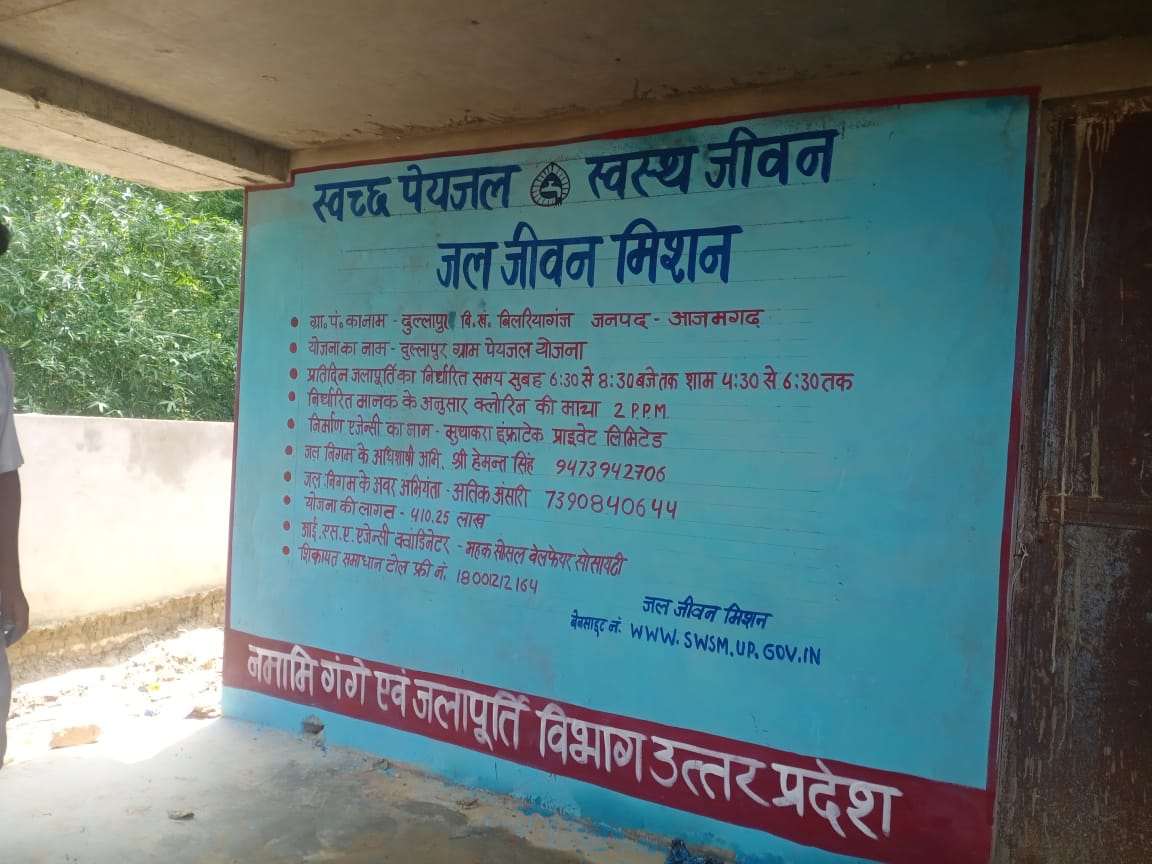 स्वच्छ पेयजल स्वस्थ जीवन
जल जीवन मिशन
• ग्रा.पं. का नाम - दुल्लापुर वि.खं. बिलरियागंज जनपद - आजमगढ़
• योजना का नाम - दुल्लापुर ग्राम पेयजल योजना
• प्रतिदिन जलापूर्ति का निर्धारित समय सुबह 6:30 से 8:30 बजे तक शाम 4:30 से 6:30 तक
• निर्धारित मानक के अनुसार क्लोरिन की मात्रा 2 P.P.M.
• निर्माण एजेन्सी का नाम - सुधाकरा इंफ्राटेक प्राइवेट लिमिटेड
• जल निगम के अधिशाषी अभि. श्री हेमन्त सिंह 9473942706
• जल निगम के अवर अभियंता - अतिक अंसारी 7390840644
• योजना की लागत - 410.25 लाख
• आई.एस.ए. एजेन्सी क्वांडिनेटर - महक सोसल वेलफेयर सोसायटी
• शिकायत समाधान टोल फ्री नं. 18001212164
जल जीवन मिशन
बेबसाइट नं. WWW.SWSM.UP.GOV.IN
नमामि गंगे एवं जलापूर्ति विभाग उत्तर प्रदेश